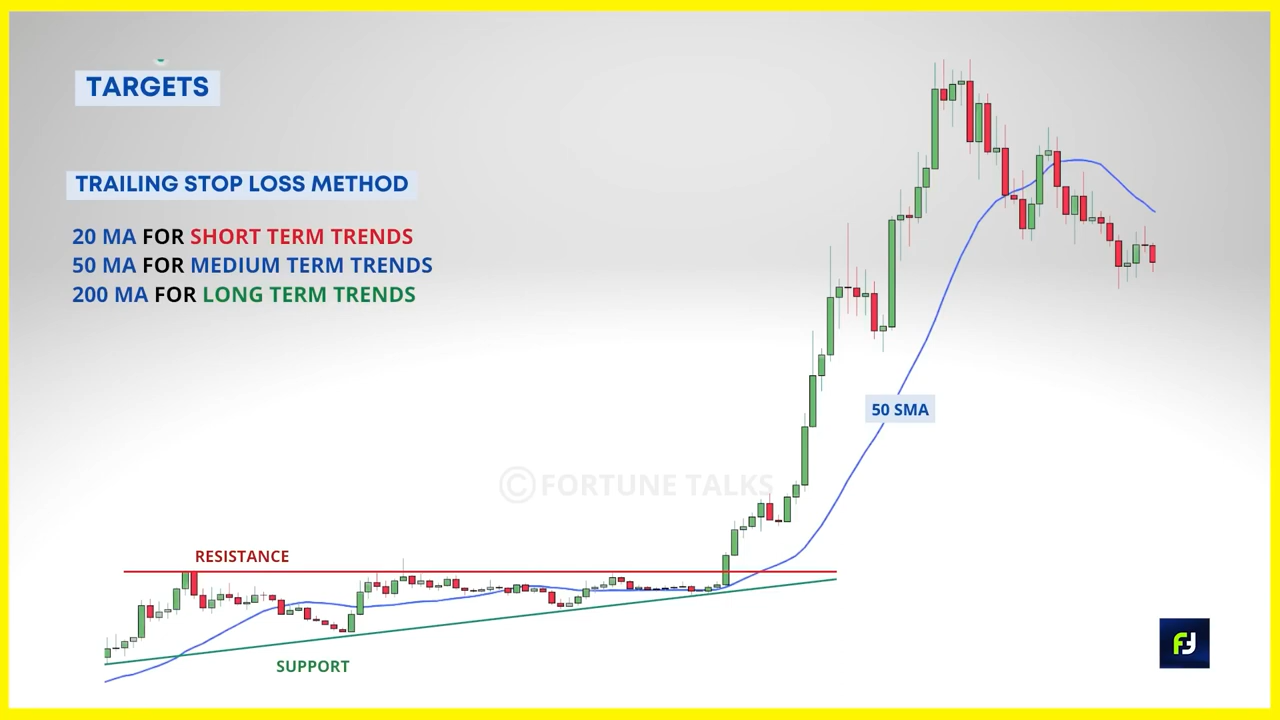 TARGETS
TRAILING STOP LOSS METHOD
20 MA FOR SHORT TERM TRENDS
50 MA FOR MEDIUM TERM TRENDS
200 MA FOR LONG TERM TRENDS
50 SMA
© FORTUNE TALKS
RESISTANCE
SUPPORT